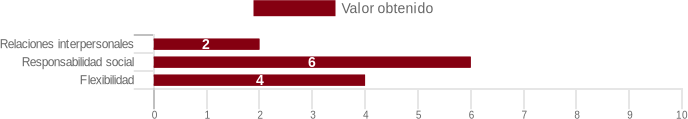 Valor obtenido
Relaciones interpersonales 2
Responsabilidad social 6
Flexibilidad 4
0 1 2 3 4 5 6 7 8 9 10